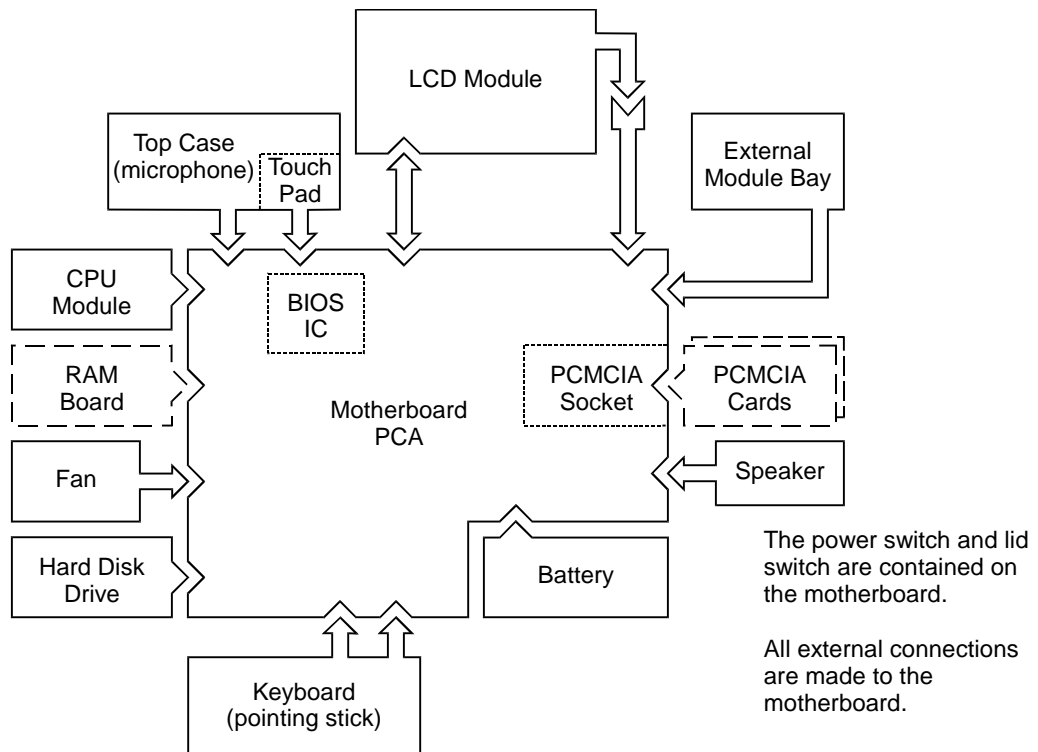 LCD Module
Top Case
(microphone)
Touch
Pad
External
Module Bay
CPU
Module
BIOS
IC
RAM
Board
PCMCIA
Socket
PCMCIA
Cards
Motherboard
PCA
Fan
Speaker
Hard Disk
Drive
Battery
The power switch and lid
switch are contained on
the motherboard.
All external connections
are made to the
motherboard.
Keyboard
(pointing stick)